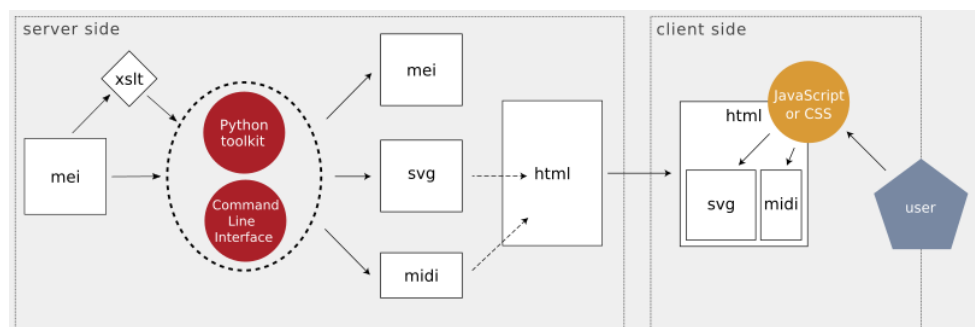 server side
client side
xslt
mei
Python
toolkit
Command
Line
Interface
mei
svg
midi
html
html
JavaScript
or CSS
svg
midi
user